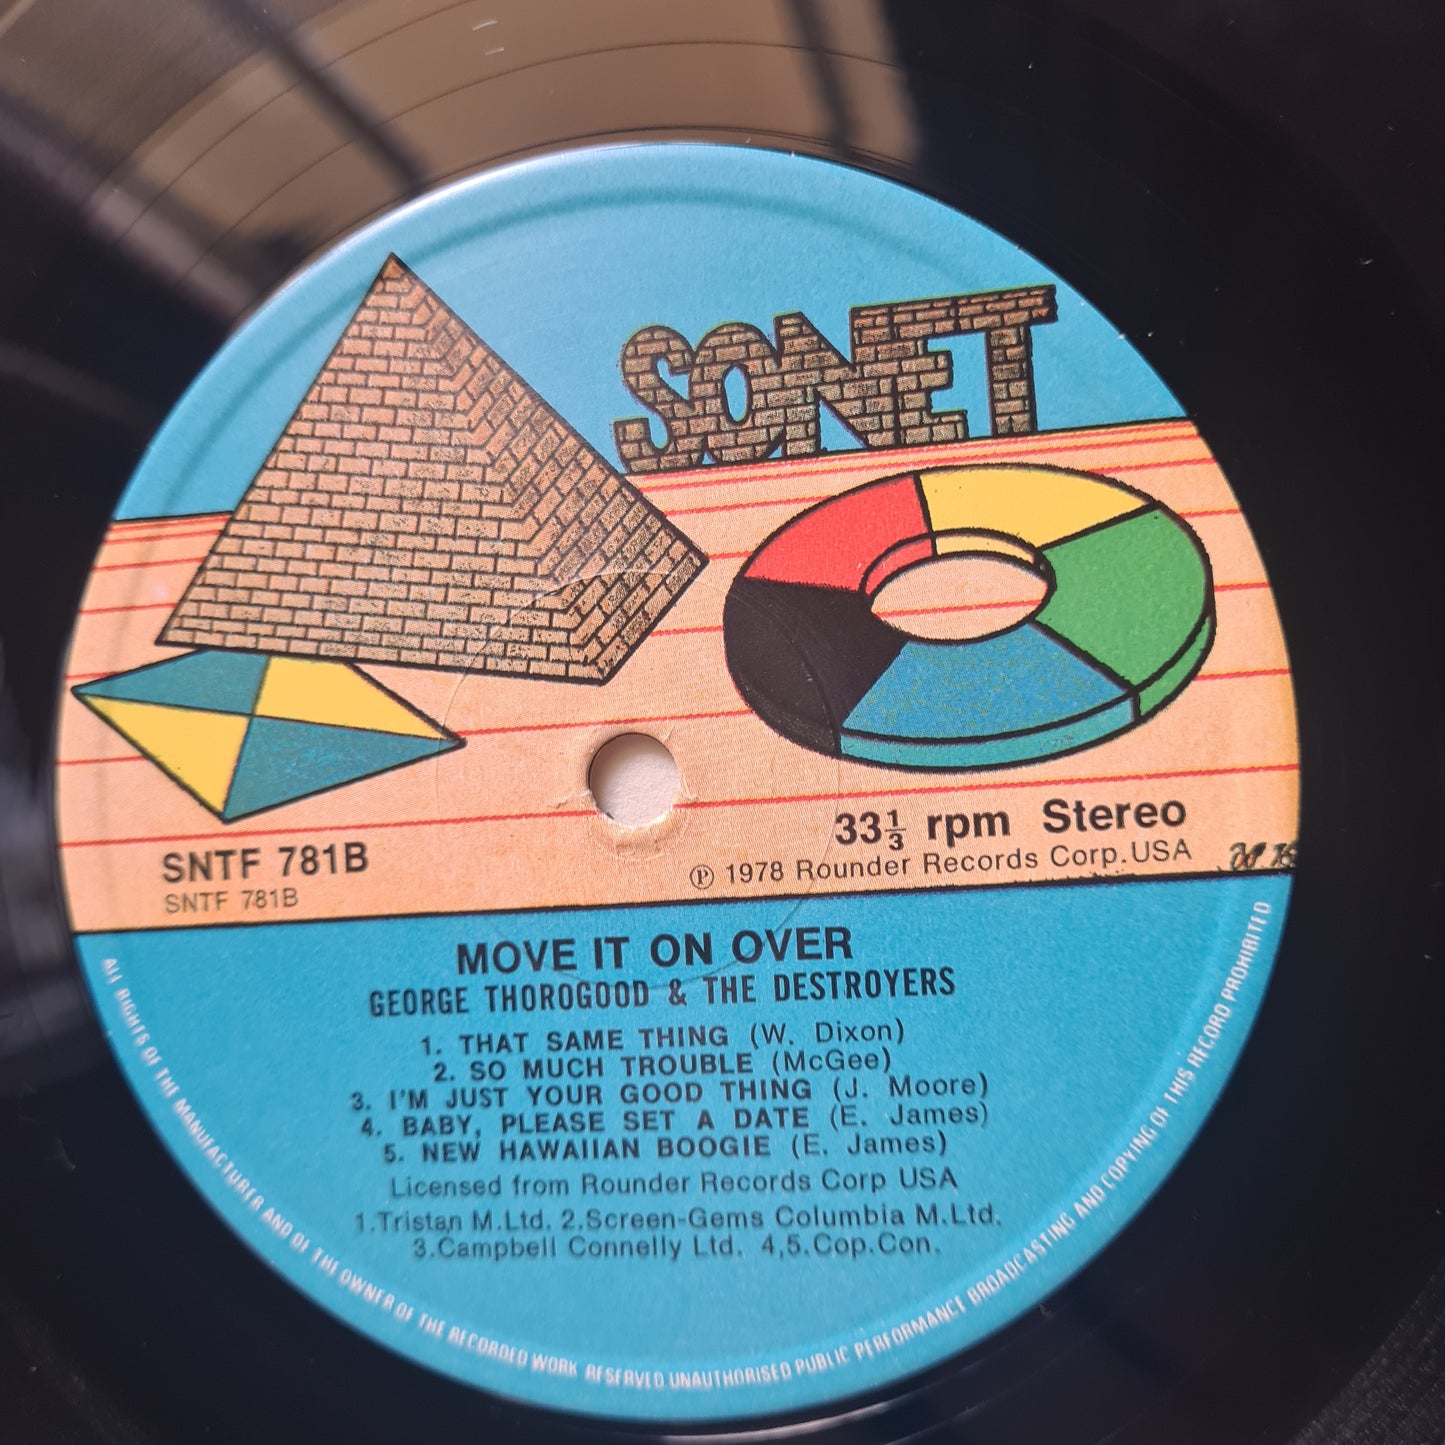 SONET
33⅓ rpm Stereo
SNTF 781B
SNTF 781B
℗ 1978 Rounder Records Corp.USA
MOVE IT ON OVER
GEORGE THOROGOOD & THE DESTROYERS
1. THAT SAME THING (W. Dixon)
2. SO MUCH TROUBLE (McGee)
3. I'M JUST YOUR GOOD THING (J. Moore)
4. BABY, PLEASE SET A DATE (E. James)
5. NEW HAWAIIAN BOOGIE (E. James)
Licensed from Rounder Records Corp USA
1.Tristan M.Ltd. 2.Screen-Gems Columbia M.Ltd.
3.Campbell Connelly Ltd. 4,5.Cop.Con.
ALL RIGHTS OF THE MANUFACTURER AND OF THE OWNER OF THE RECORDED WORK RESERVED UNAUTHORISED PUBLIC PERFORMANCE BROADCASTING AND COPYING OF THIS RECORD PROHIBITED